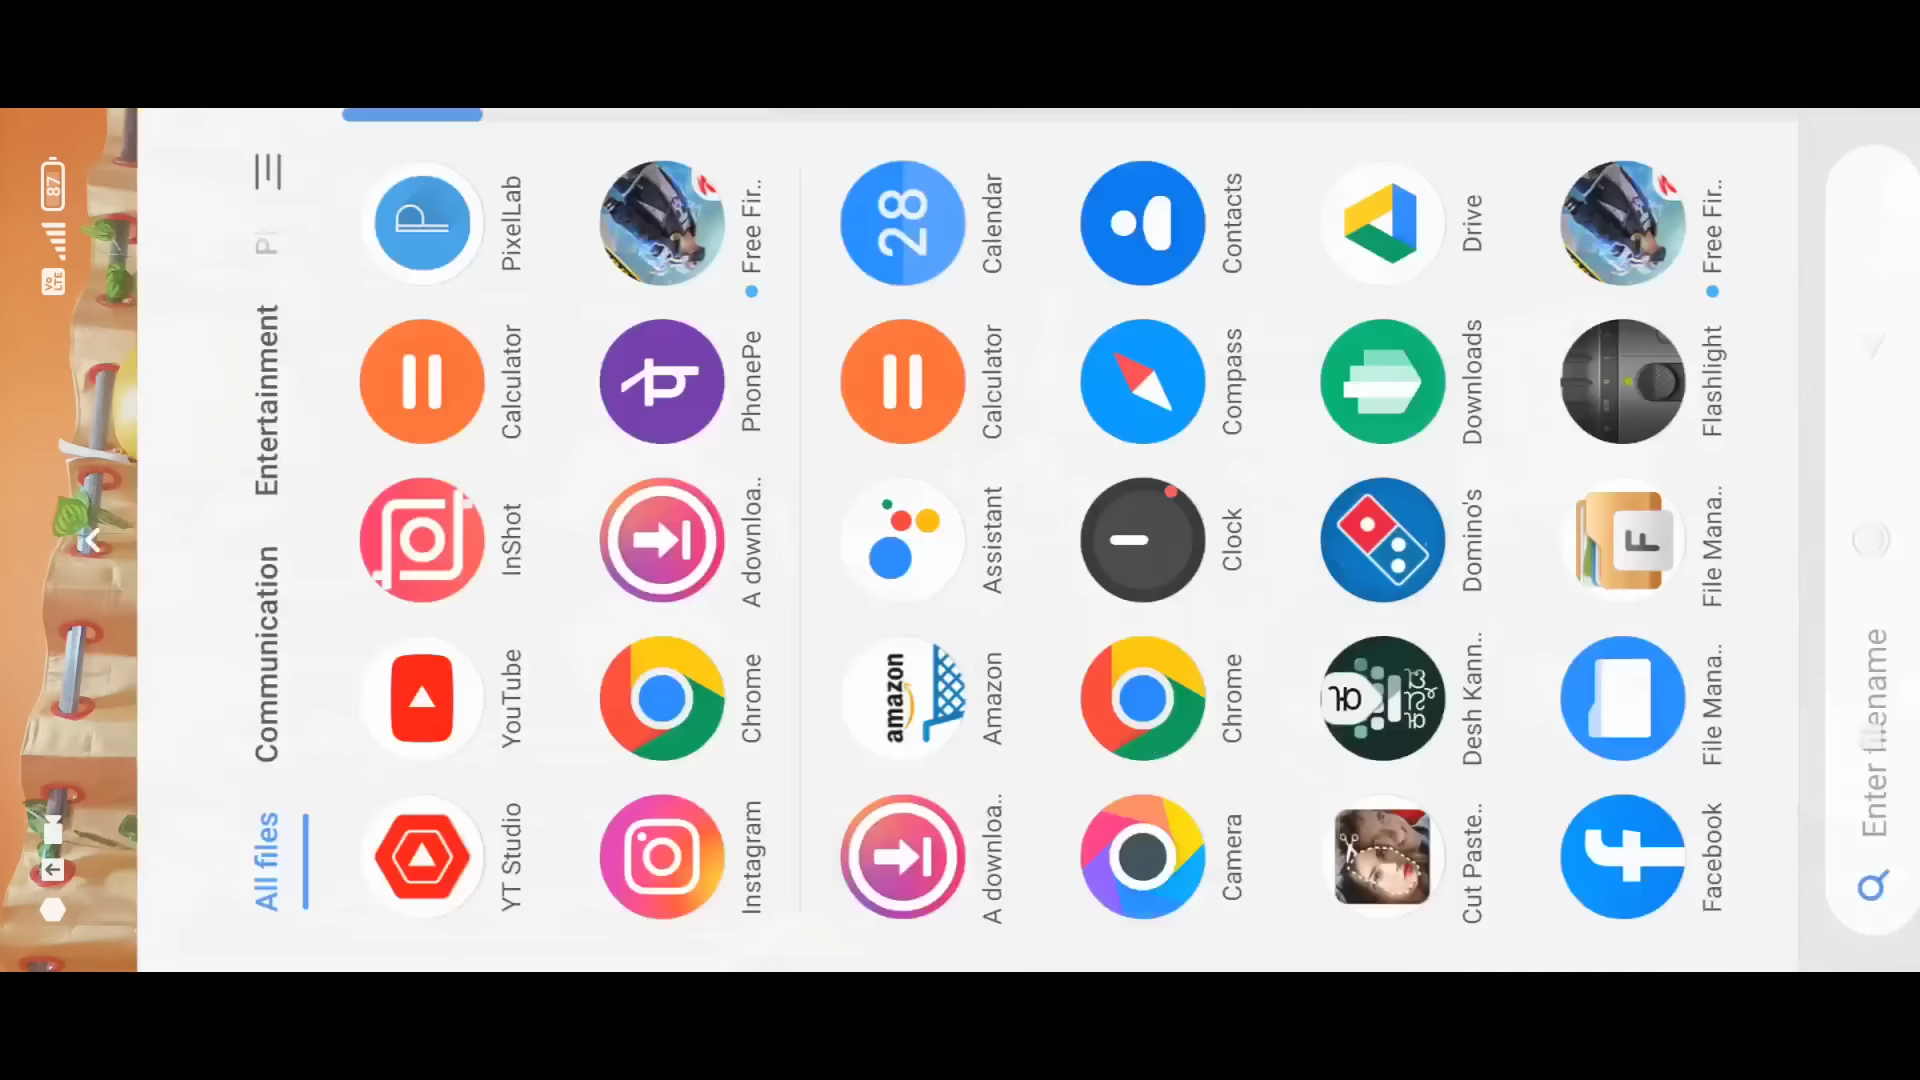 VoLTE 87
All files Communication Entertainment
YT Studio YouTube InShot Calculator PixelLab
Instagram Chrome A downloa.. PhonePe Free Fir..
amazon
28
A downloa.. Amazon Assistant Calculator Calendar
Camera Chrome Clock Compass Contacts
Cut Paste.. Desh Kann.. Domino's Downloads Drive
F
Facebook File Mana.. File Mana.. Flashlight Free Fir..
Enter filename